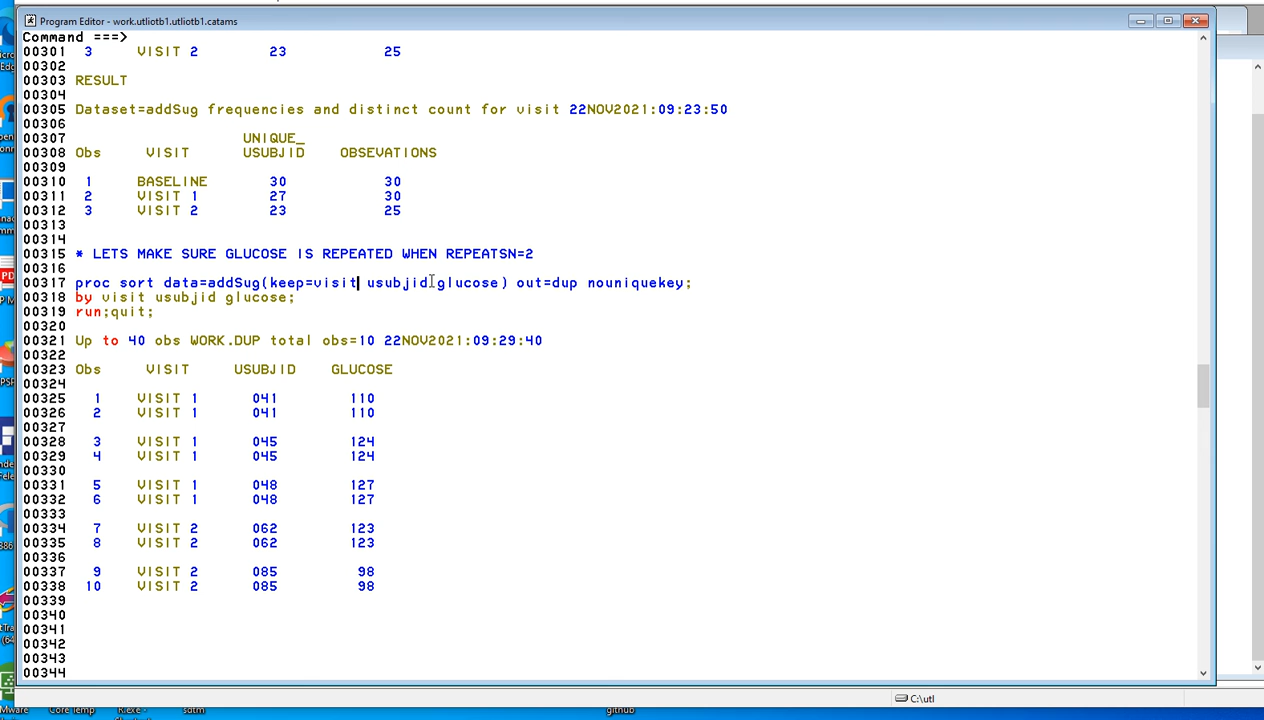 Program Editor - work.utliotb1.utliotb1.catams
Command ===>
00301 3 VISIT 2 23 25
00302
00303 RESULT
00304
00305 Dataset=addSug frequencies and distinct count for visit 22NOV2021:09:23:50
00306
00307 UNIQUE_
00308 Obs VISIT USUBJID OBSEVATIONS
00309
00310 1 BASELINE 30 30
00311 2 VISIT 1 27 30
00312 3 VISIT 2 23 25
00313
00314
00315 * LETS MAKE SURE GLUCOSE IS REPEATED WHEN REPEATSN=2
00316
00317 proc sort data=addSug(keep=visit usubjid glucose) out=dup nouniquekey;
00318 by visit usubjid glucose;
00319 run;quit;
00320
00321 Up to 40 obs WORK.DUP total obs=10 22NOV2021:09:29:40
00322
00323 Obs VISIT USUBJID GLUCOSE
00324
00325 1 VISIT 1 041 110
00326 2 VISIT 1 041 110
00327
00328 3 VISIT 1 045 124
00329 4 VISIT 1 045 124
00330
00331 5 VISIT 1 048 127
00332 6 VISIT 1 048 127
00333
00334 7 VISIT 2 062 123
00335 8 VISIT 2 062 123
00336
00337 9 VISIT 2 085 98
00338 10 VISIT 2 085 98
00339
00340
00341
00342
00343
00344
C:\utl
Core Temp
sdtm
github